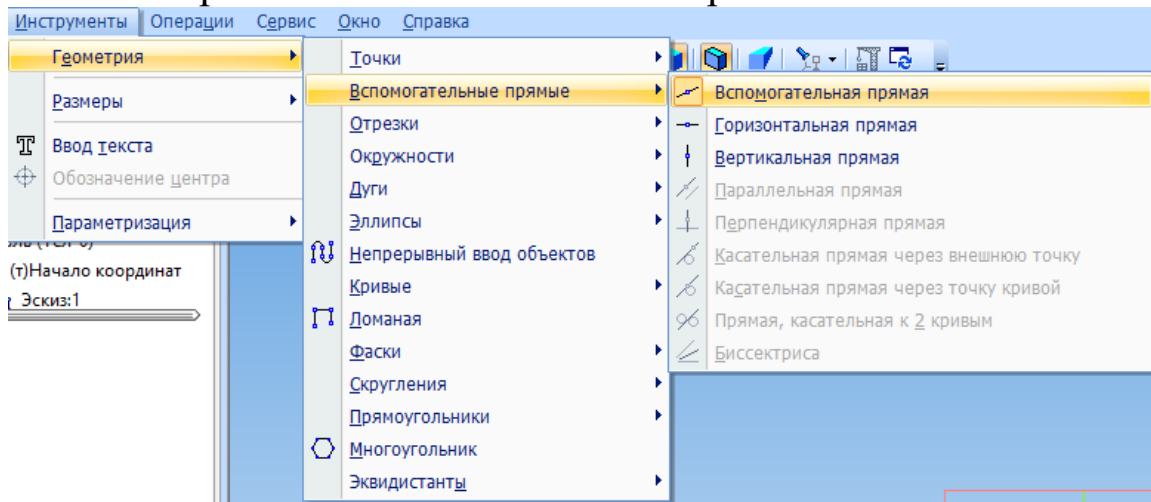 Инструменты Операции Сервис Окно Справка
Геометрия
Размеры
Ввод текста
Обозначение центра
Параметризация
(т)Начало координат
Эскиз:1
Точки
Вспомогательные прямые
Отрезки
Окружности
Дуги
Эллипсы
Непрерывный ввод объектов
Кривые
Ломаная
Фаски
Скругления
Прямоугольники
Многоугольник
Эквидистанты
Вспомогательная прямая
Горизонтальная прямая
Вертикальная прямая
Параллельная прямая
Перпендикулярная прямая
Касательная прямая через внешнюю точку
Касательная прямая через точку кривой
Прямая, касательная к 2 кривым
Биссектриса